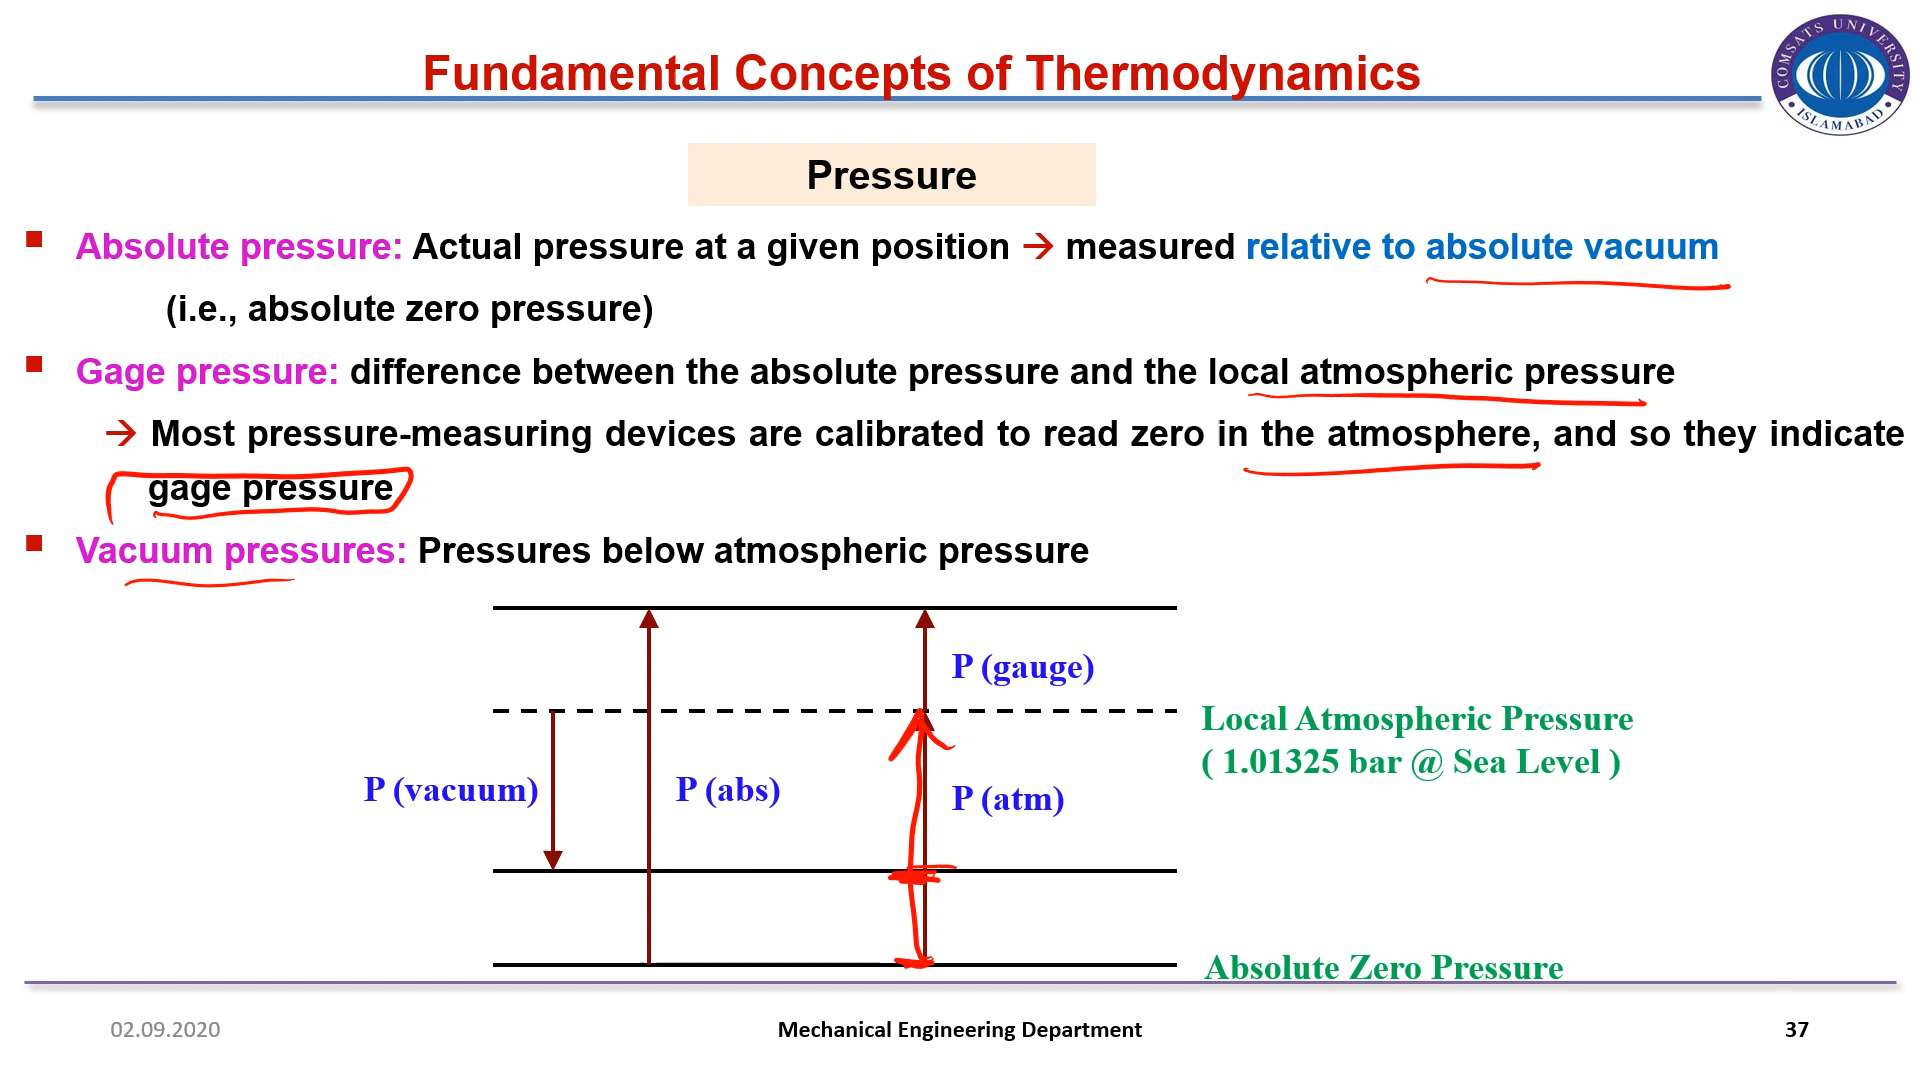 Fundamental Concepts of Thermodynamics
COMSATS UNIVERSITY
ISLAMABAD
Pressure
Absolute pressure: Actual pressure at a given position → measured relative to absolute vacuum
(i.e., absolute zero pressure)
Gage pressure: difference between the absolute pressure and the local atmospheric pressure
→ Most pressure-measuring devices are calibrated to read zero in the atmosphere, and so they indicate
gage pressure
Vacuum pressures: Pressures below atmospheric pressure
P (gauge)
Local Atmospheric Pressure
( 1.01325 bar @ Sea Level )
P (vacuum)
P (abs)
P (atm)
Absolute Zero Pressure
02.09.2020
Mechanical Engineering Department
37